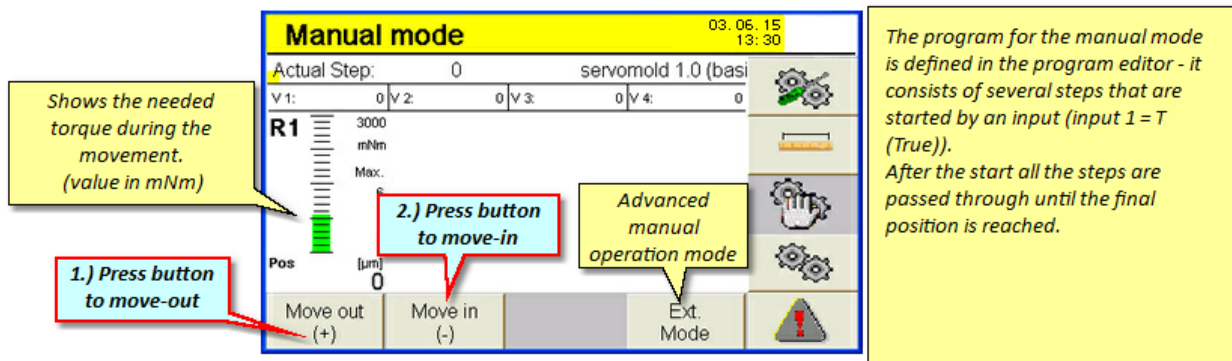 Manual mode
03. 06. 15
13: 30
Actual Step: 0 servomold 1.0 (basi
V 1: 0 V 2: 0 V 3: 0 V 4: 0
R1
3000
mNm
Max.
Pos
[µm]
0
Move out
(+)
Move in
(-)
Ext.
Mode
Shows the needed
torque during the
movement.
(value in mNm)
1.) Press button
to move-out
2.) Press button
to move-in
Advanced
manual
operation mode
The program for the manual mode
is defined in the program editor - it
consists of several steps that are
started by an input (input 1 = T
(True)).
After the start all the steps are
passed through until the final
position is reached.